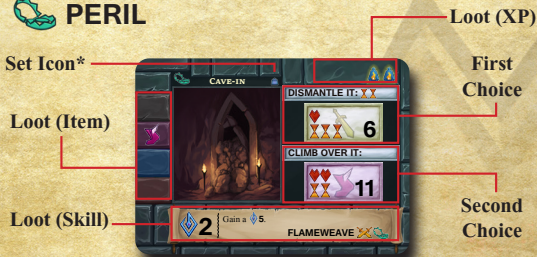 PERIL
Loot (XP)
Set Icon*
CAVE-IN
First
Choice
DISMANTLE IT:
6
Loot (Item)
CLIMB OVER IT:
11
Loot (Skill)
2 Gain a 5.
FLAMEWEAVE
Second
Choice